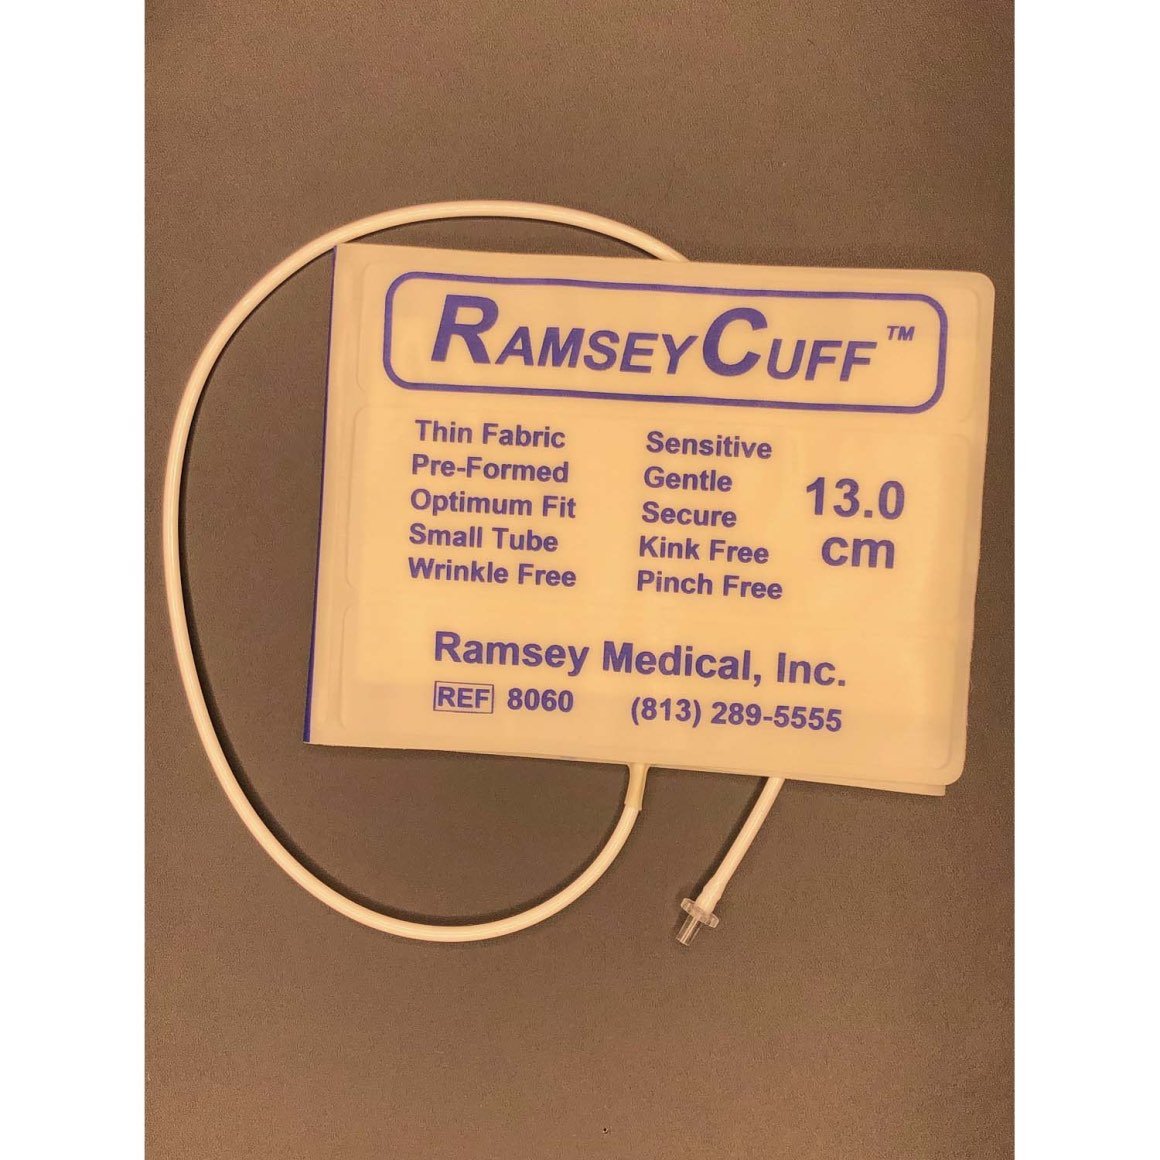 RAMSEYCUFF™
Thin Fabric
Pre-Formed
Optimum Fit
Small Tube
Wrinkle Free
Sensitive
Gentle
Secure
Kink Free
Pinch Free
13.0
cm
Ramsey Medical, Inc.
REF 8060 (813) 289-5555